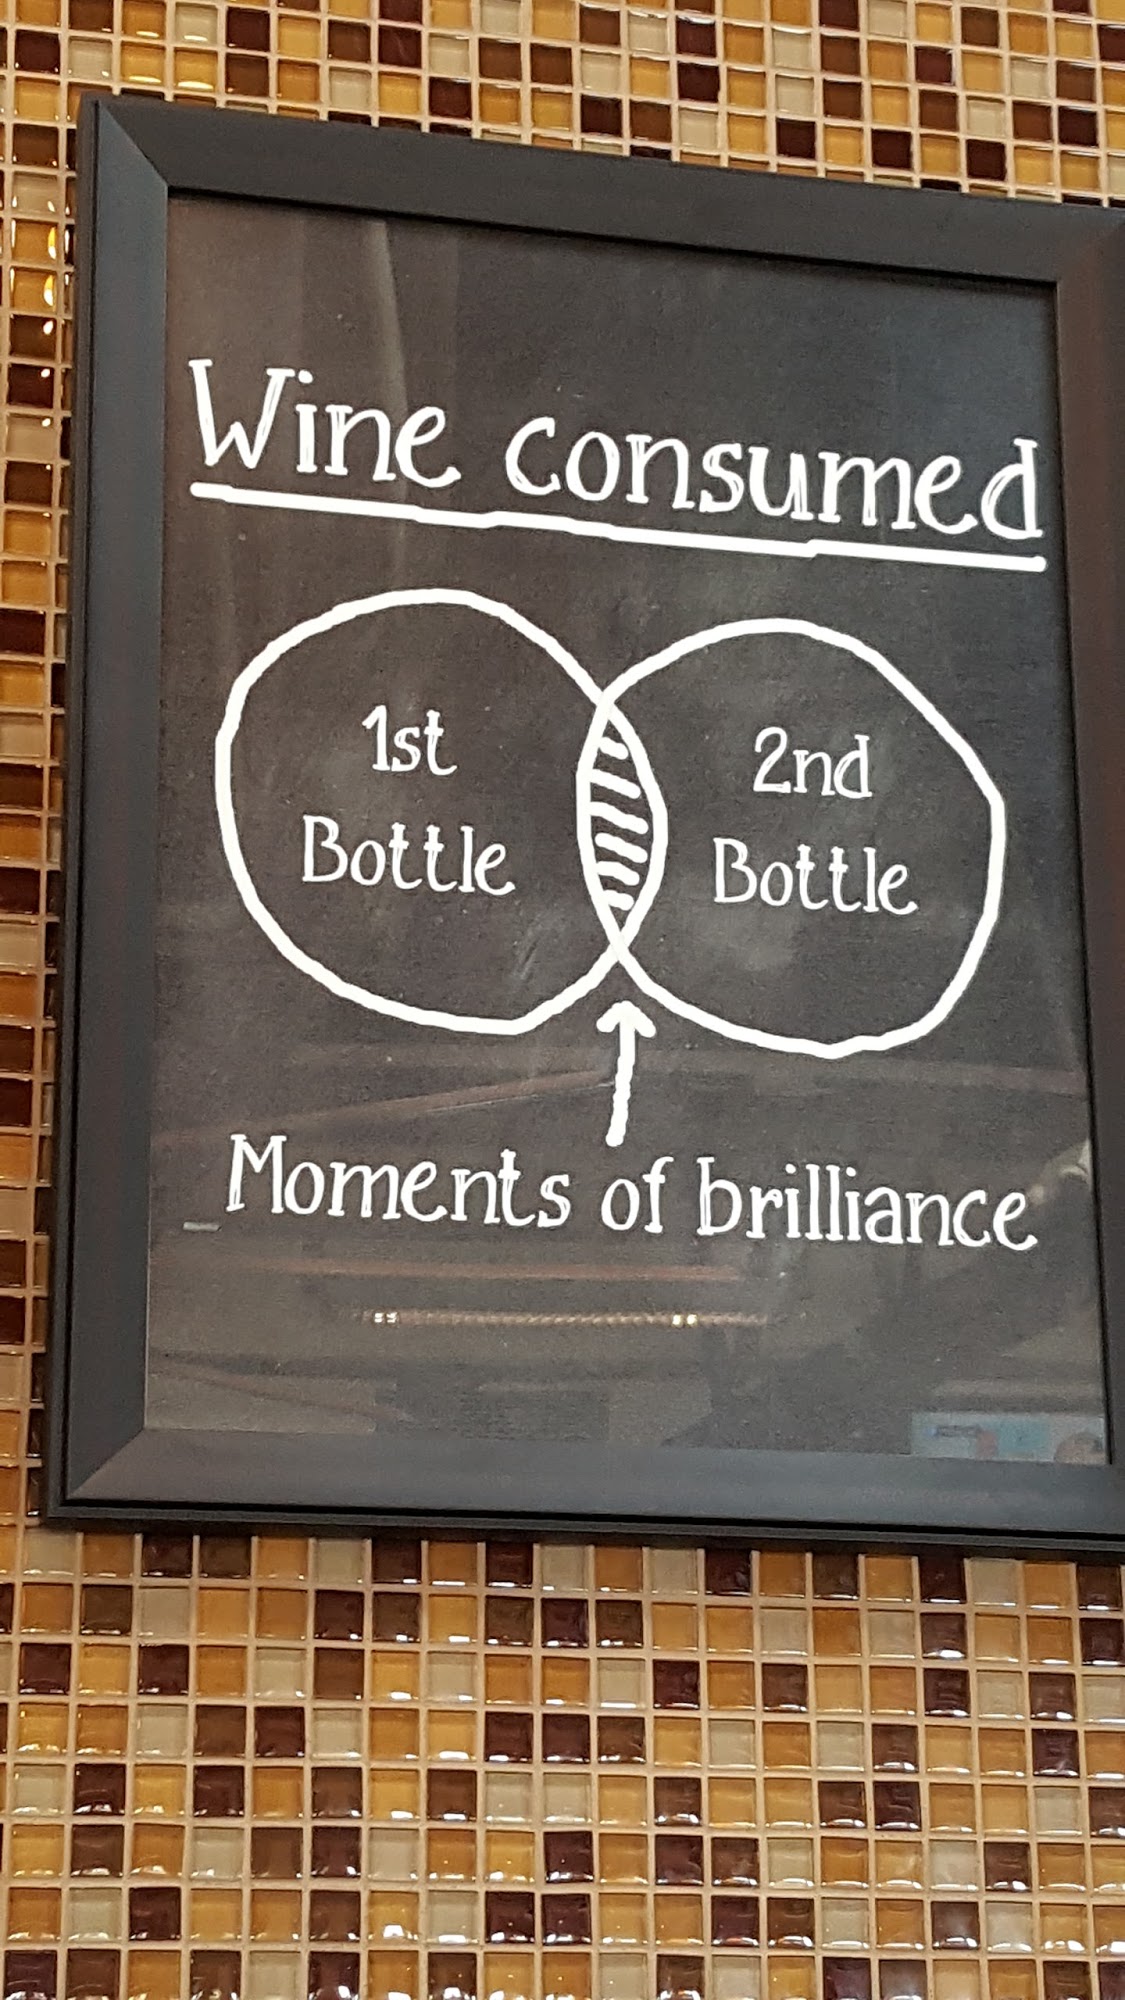 Wine consumed
1st
Bottle
2nd
Bottle
Moments of brilliance